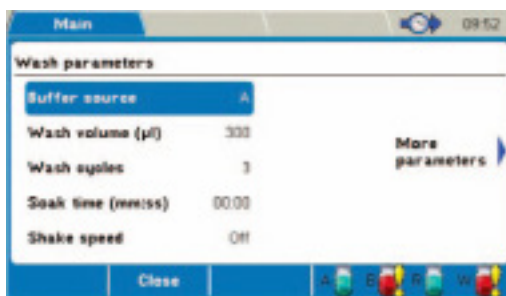 Main 09:52
Wash parameters
Buffer source A
Wash volume (µl) 300
Wash cycles 3
Soak time (mm:ss) 00:00
Shake speed Off
More
parameters
Close A B R W